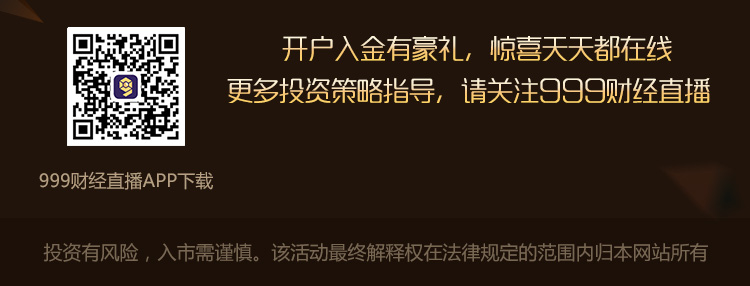 开户入金有豪礼，惊喜天天都在线
更多投资策略指导，请关注999财经直播
999财经直播APP下载
投资有风险，入市需谨慎。该活动最终解释权在法律规定的范围内归本网站所有